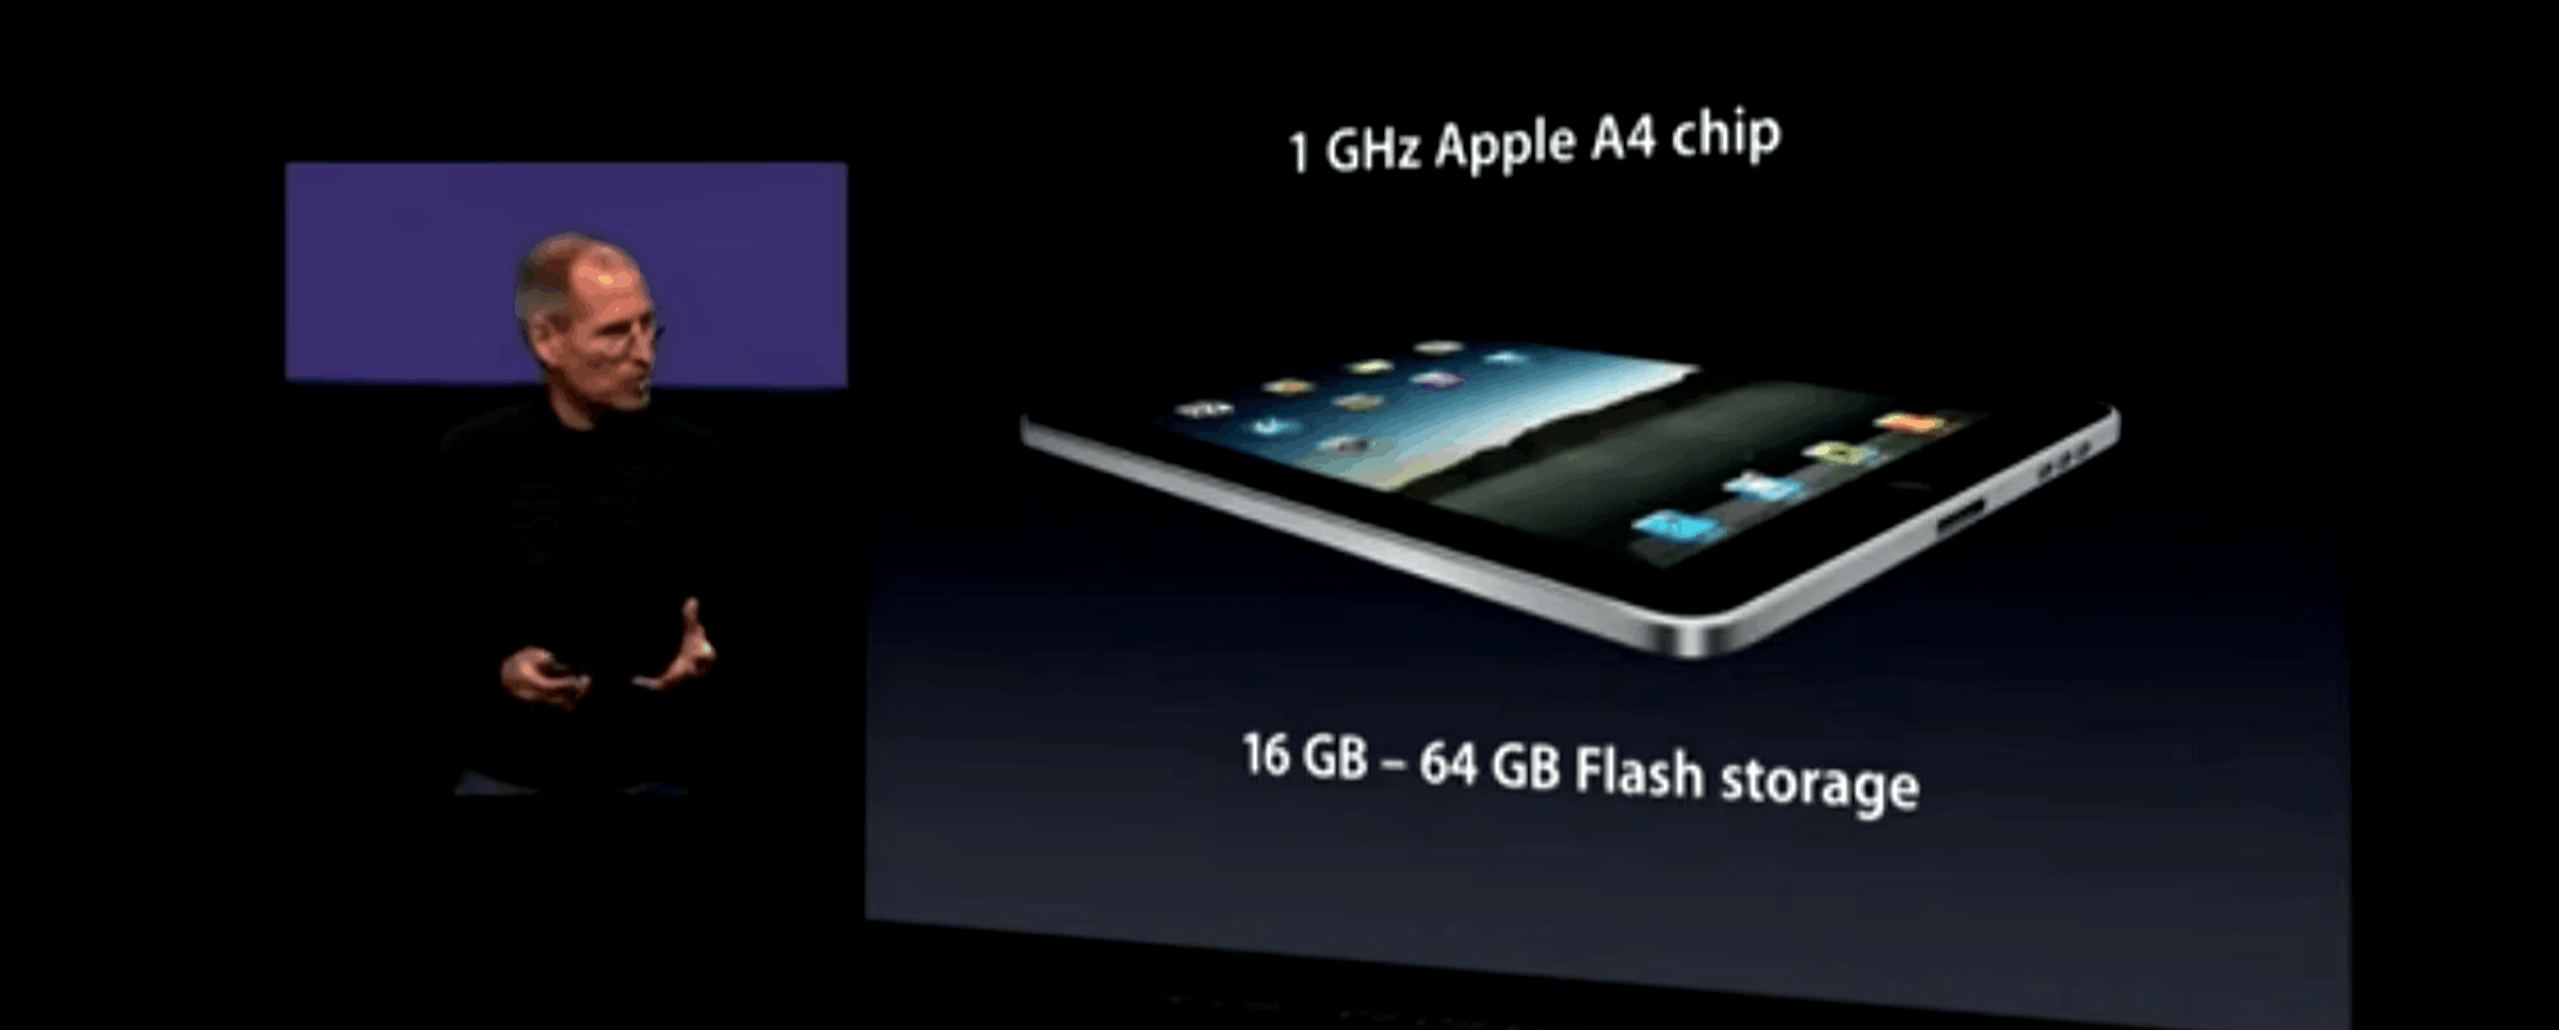 1 GHz Apple A4 chip
16 GB – 64 GB Flash storage